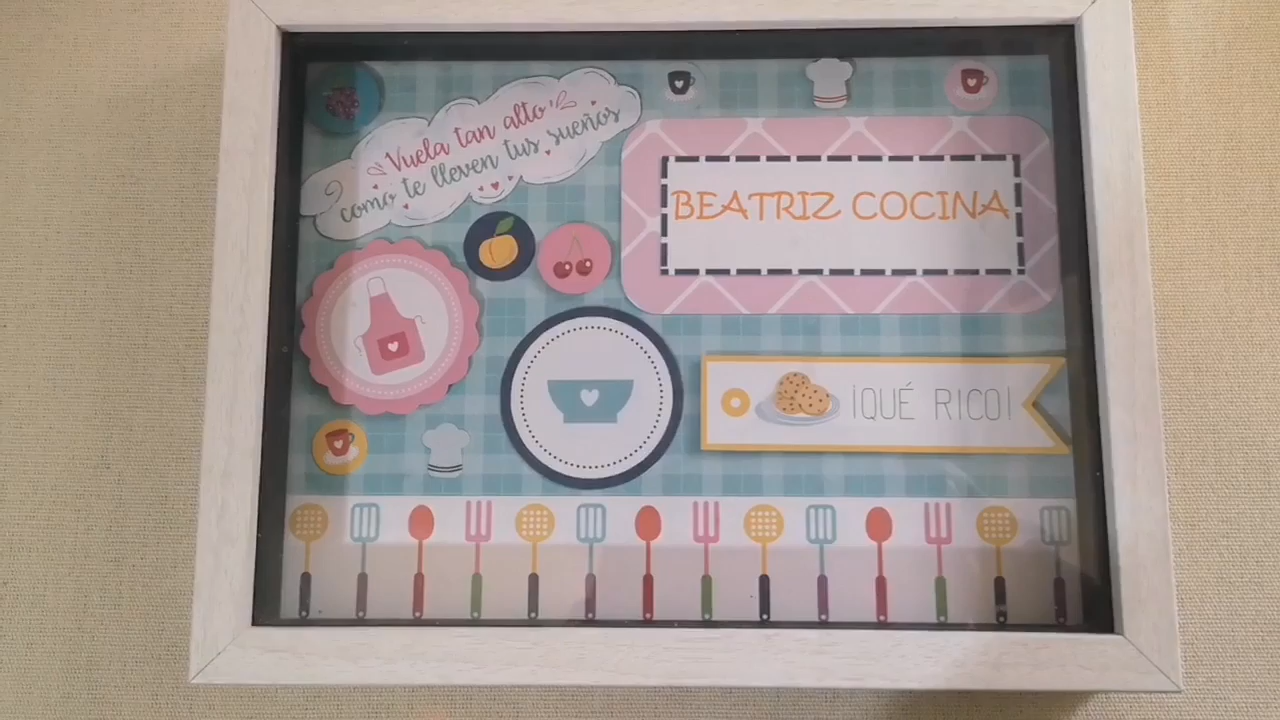 Vuela tan alto
como te lleven tus sueños
BEATRIZ COCINA
¡QUÉ RICO!